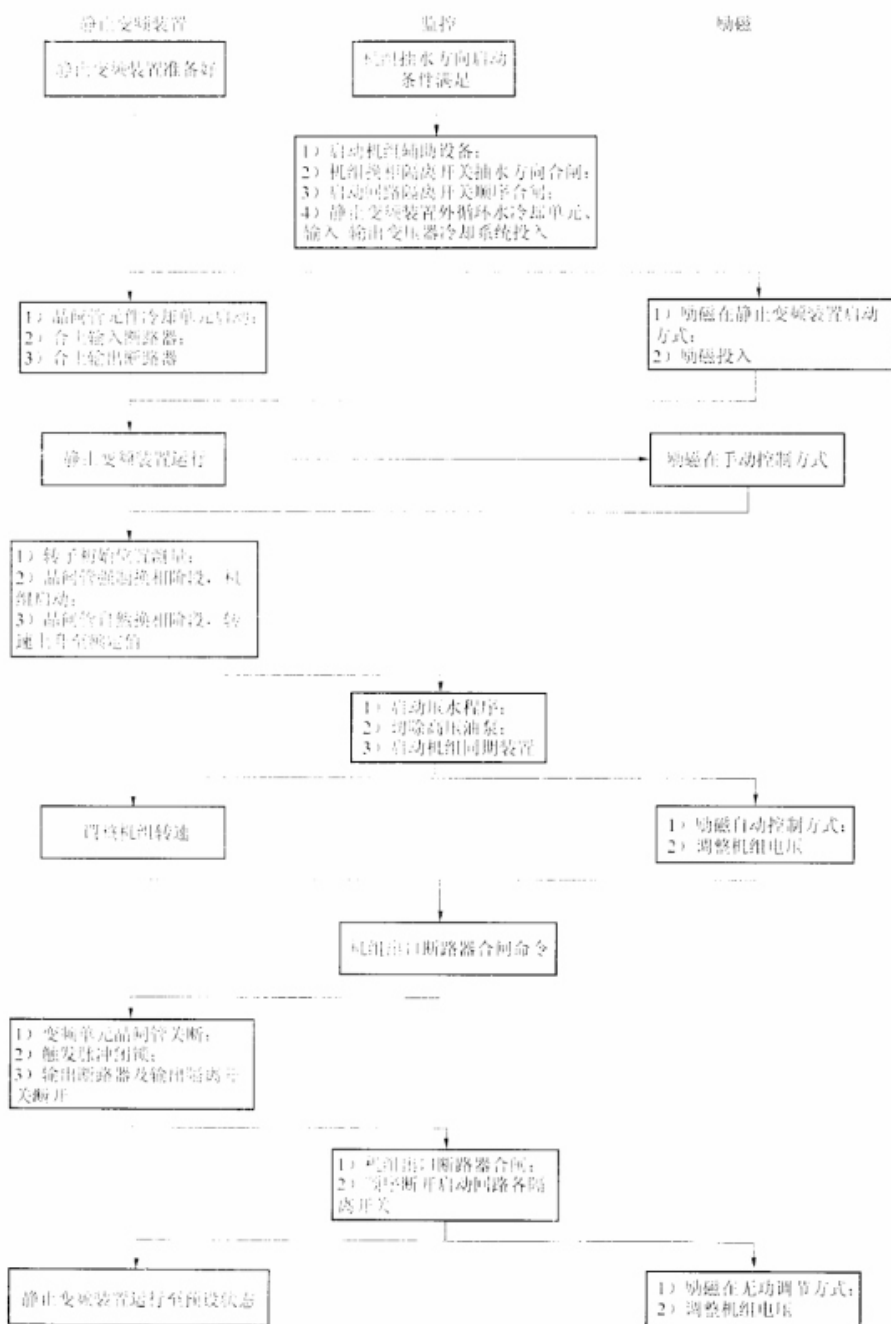 静止变频装置
监控
励磁
静止变频装置准备好
机组抽水方向启动
条件满足
1）启动机组辅助设备；
2）机组换相隔离开关抽水方向合闸；
3）启动回路隔离开关顺序合闸；
4）静止变频装置外循环水冷却单元、
输入 输出变压器冷却系统投入
1）晶闸管元件冷却单元启动；
2）合上输入断路器；
3）合上输出断路器
1）励磁在静止变频装置启动
方式；
2）励磁投入
静止变频装置运行
励磁在手动控制方式
1）转子初始位置测量；
2）晶闸管强制换相阶段，机
组启动；
3）晶闸管自然换相阶段，转
速上升至额定值
1）启动压水程序；
2）切除高压油泵；
3）启动机组同期装置
调整机组转速
1）励磁自动控制方式；
2）调整机组电压
机组出口断路器合闸命令
1）变频单元晶闸管关断；
2）触发脉冲闭锁；
3）输出断路器及输出隔离开
关断开
1）机组出口断路器合闸；
2）顺序断开启动回路各隔
离开关
静止变频装置运行至预设状态
1）励磁在无功调节方式；
2）调整机组电压